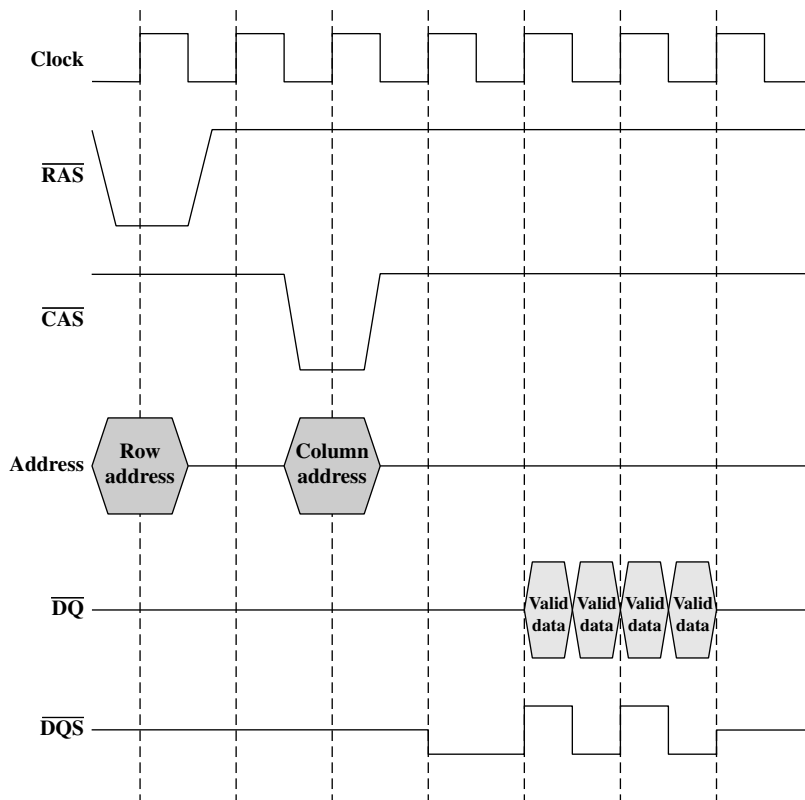 Clock
RAS
CAS
Address
Row
address
Column
address
DQ
Valid
data
Valid
data
Valid
data
Valid
data
DQS